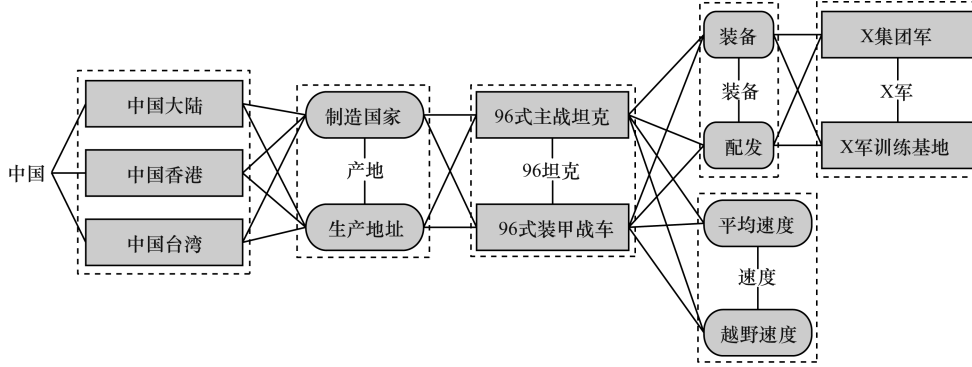 中国
中国大陆
中国香港
中国台湾
制造国家
产地
生产地址
96式主战坦克
96坦克
96式装甲战车
装备
装备
配发
X集团军
X军
X军训练基地
平均速度
速度
越野速度